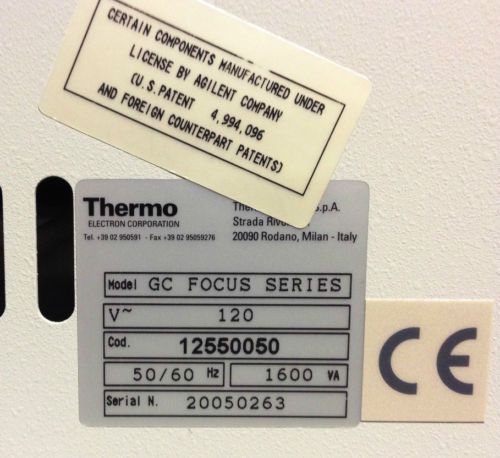 CERTAIN COMPONENTS MANUFACTURED UNDER
LICENSE BY AGILENT COMPANY
(U.S.PATENT 4,994,096
AND FOREIGN COUNTERPART PATENTS)
Thermo
ELECTRON CORPORATION
Tel. +39 02 950591 - Fax +39 02 95059276
S.p.A.
Strada
20090 Rodano, Milan - Italy
Model GC FOCUS SERIES
V~ 120
Cod. 12550050
50/60 Hz 1600 VA
Serial N. 20050263
CE